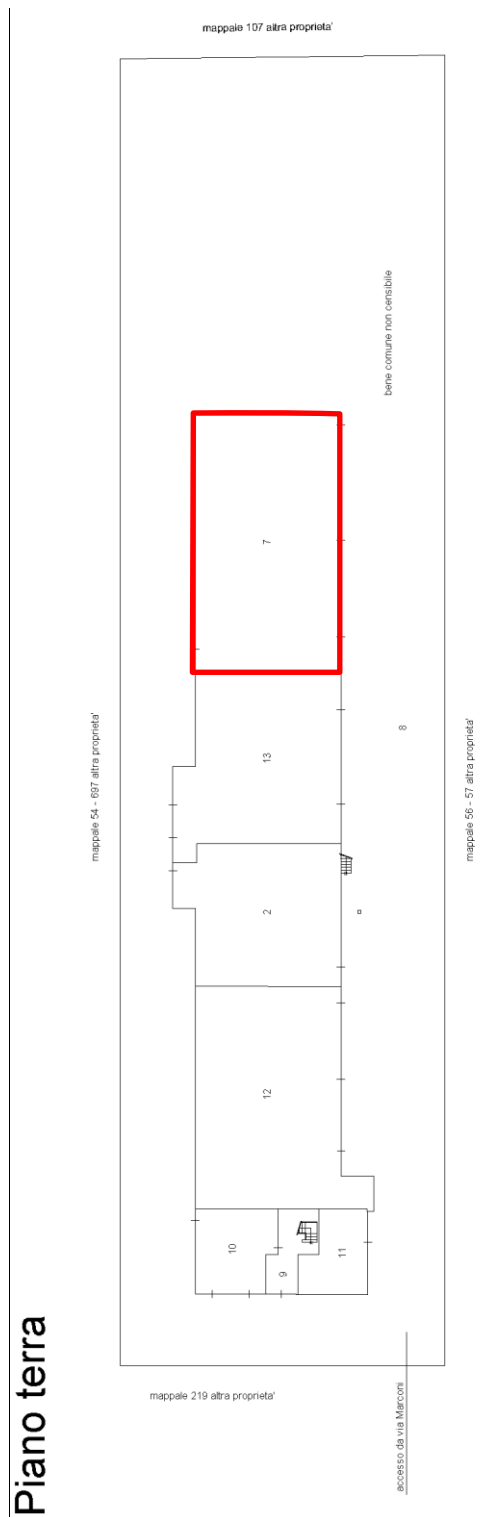 mappale 107 altra proprieta'
bene comune non censibile
7
mappale 54 - 697 altra proprieta'
13
8
mappale 56 - 57 altra proprieta'
2
12
10
9
11
Piano terra
mappale 219 altra proprieta'
accesso da via Marconi